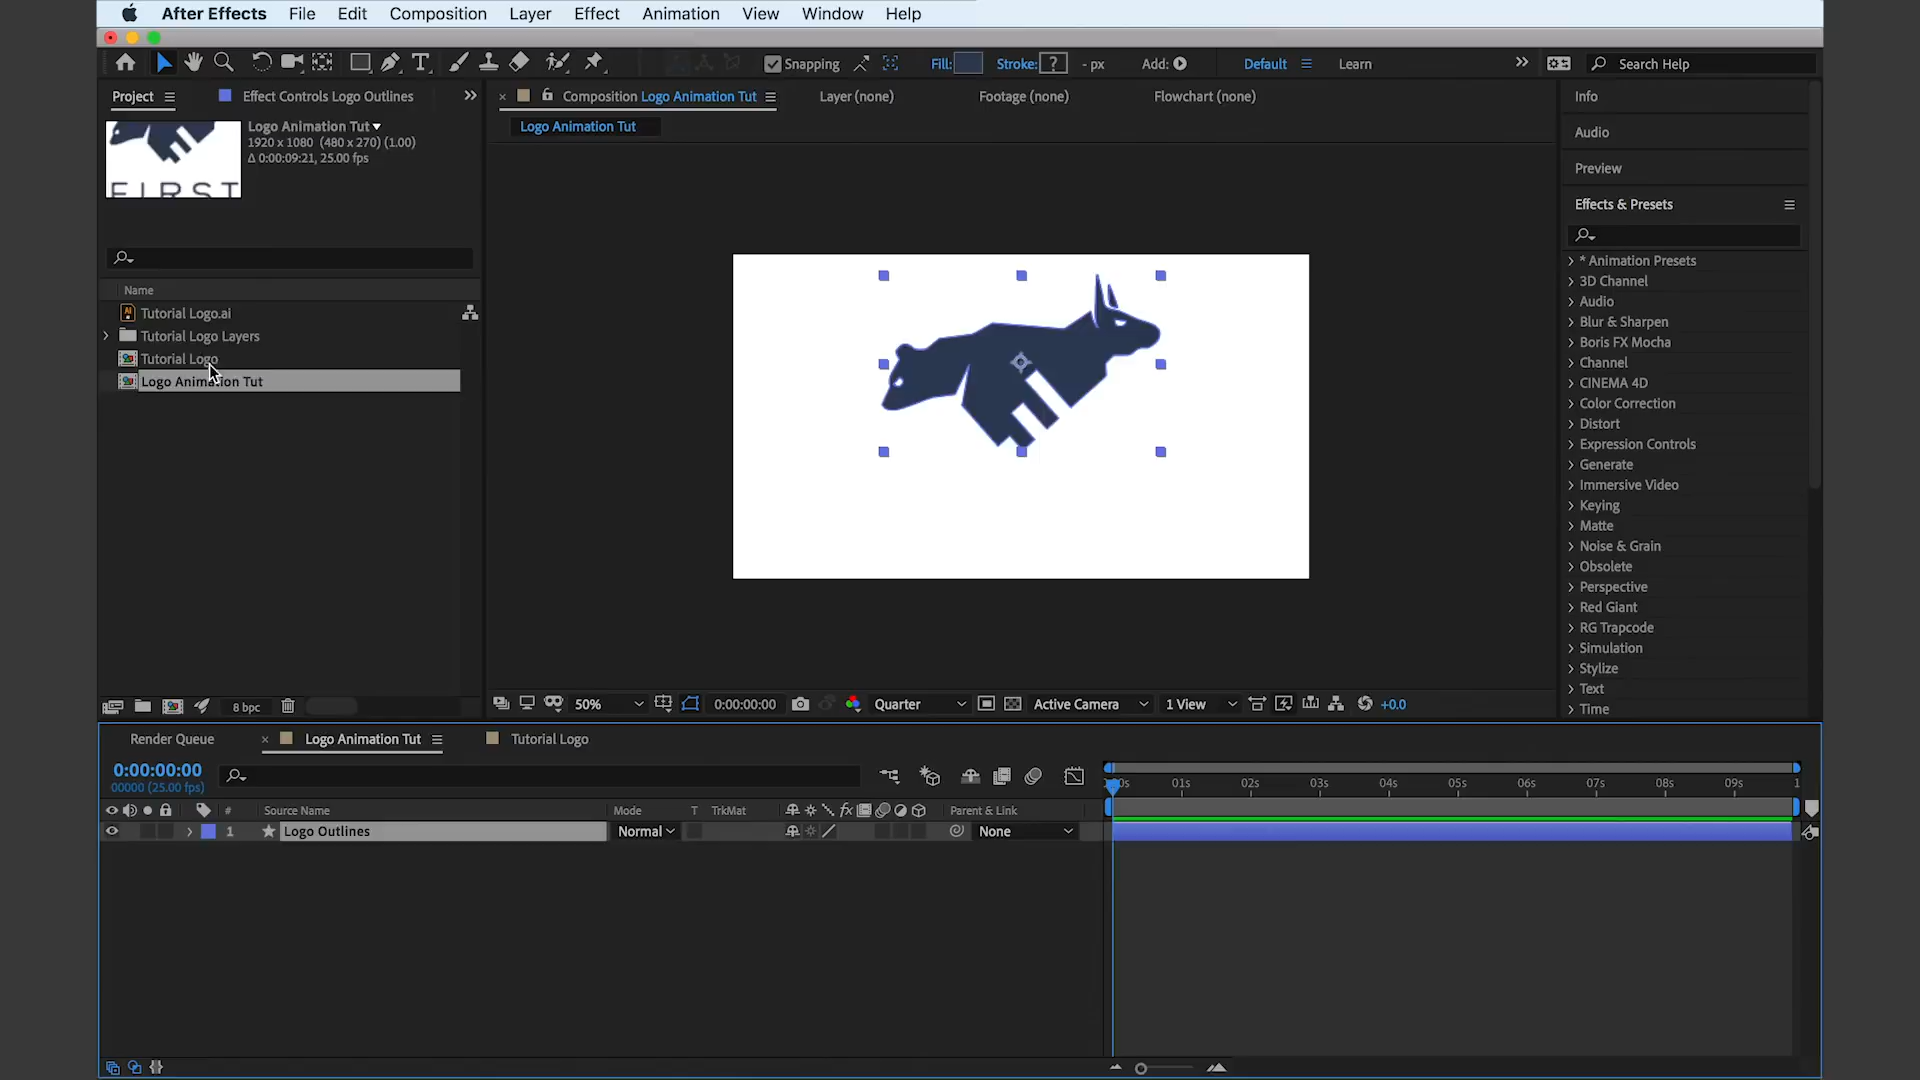 After Effects File Edit Composition Layer Effect Animation View Window Help
Snapping Fill: Stroke: ? - px Add: Default Learn Search Help
Project Effect Controls Logo Outlines
Logo Animation Tut
1920 x 1080 (480 x 270) (1.00)
Δ 0:00:09:21, 25.00 fps
FIRST
Name
Tutorial Logo.ai
Tutorial Logo Layers
Tutorial Logo
Logo Animation Tut
8 bpc
Composition Logo Animation Tut Layer (none) Footage (none) Flowchart (none)
Logo Animation Tut
50% 0:00:00:00 Quarter Active Camera 1 View +0.0
Info
Audio
Preview
Effects & Presets
* Animation Presets
3D Channel
Audio
Blur & Sharpen
Boris FX Mocha
Channel
CINEMA 4D
Color Correction
Distort
Expression Controls
Generate
Immersive Video
Keying
Matte
Noise & Grain
Obsolete
Perspective
Red Giant
RG Trapcode
Simulation
Stylize
Text
Time
Render Queue Logo Animation Tut Tutorial Logo
0:00:00:00
00000 (25.00 fps)
01s 02s 03s 04s 05s 06s 07s 08s 09s 1
# Source Name Mode T TrkMat fx Parent & Link
1 Logo Outlines Normal None